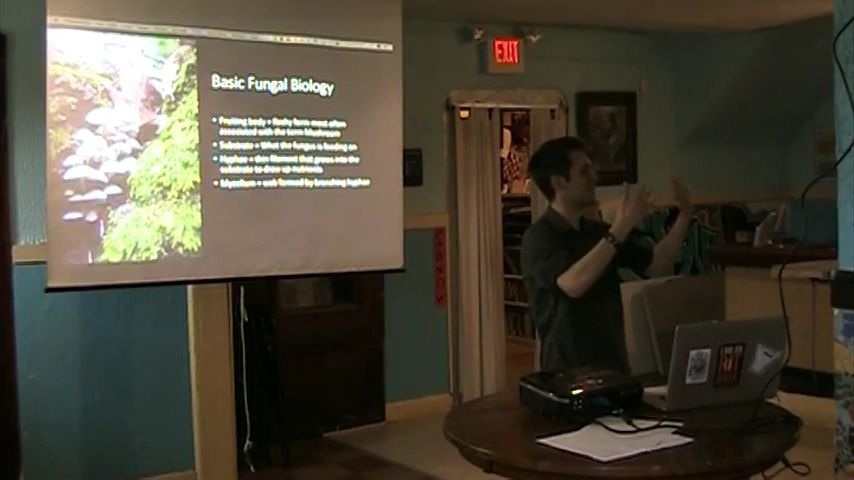 Basic Fungal Biology
• Fruiting body = fleshy form most often
associated with the term Mushroom
• Substrate = What the fungus is feeding on
• Hyphae = thin filament that grows into the
substrate to draw up nutrients
• Mycelium = web formed by branching hyphae
EXIT